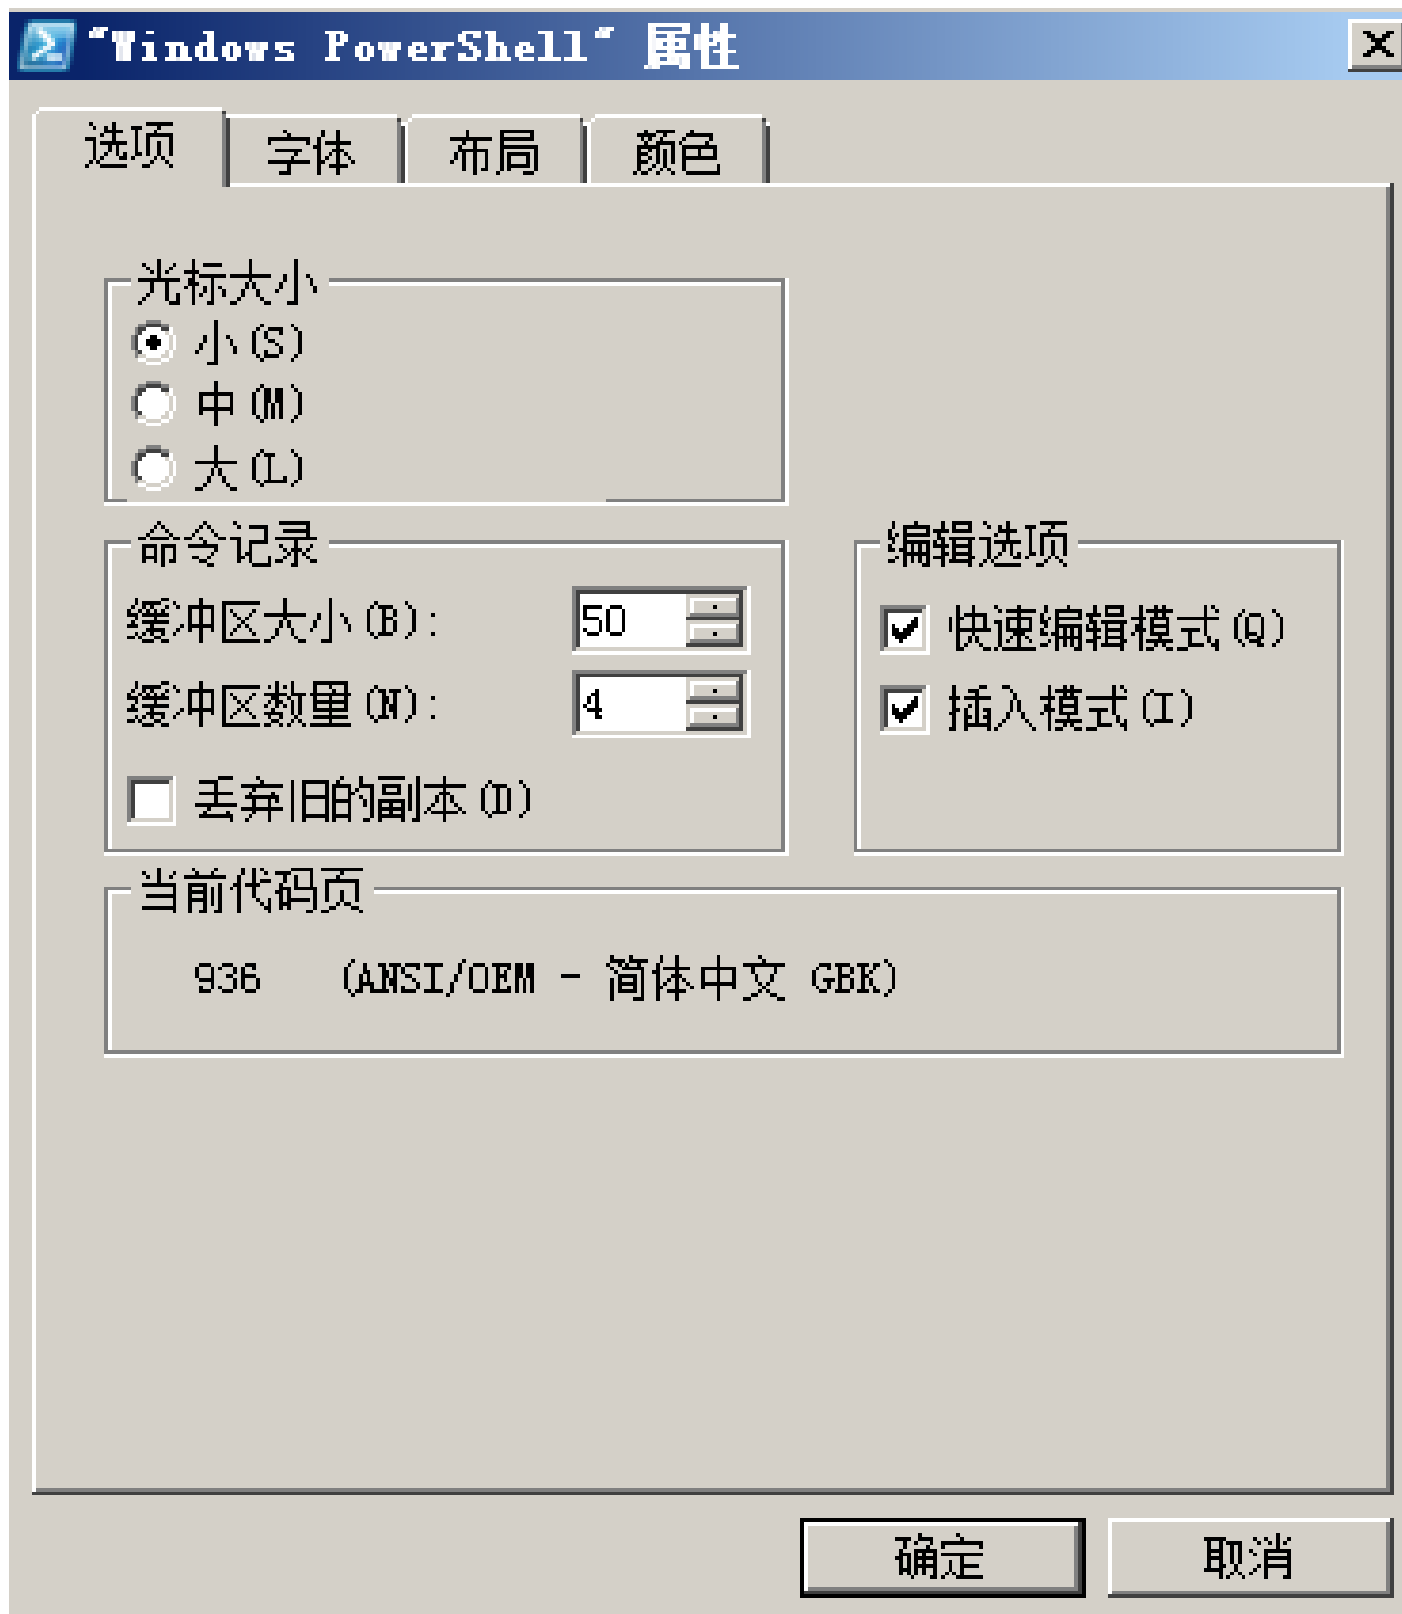 "Windows PowerShell" 属性
选项 字体 布局 颜色
光标大小
小(S)
中(M)
大(L)
命令记录
缓冲区大小(B): 50
缓冲区数量(N): 4
丢弃旧的副本(D)
编辑选项
快速编辑模式(Q)
插入模式(I)
当前代码页
936 (ANSI/OEM - 简体中文 GBK)
确定 取消